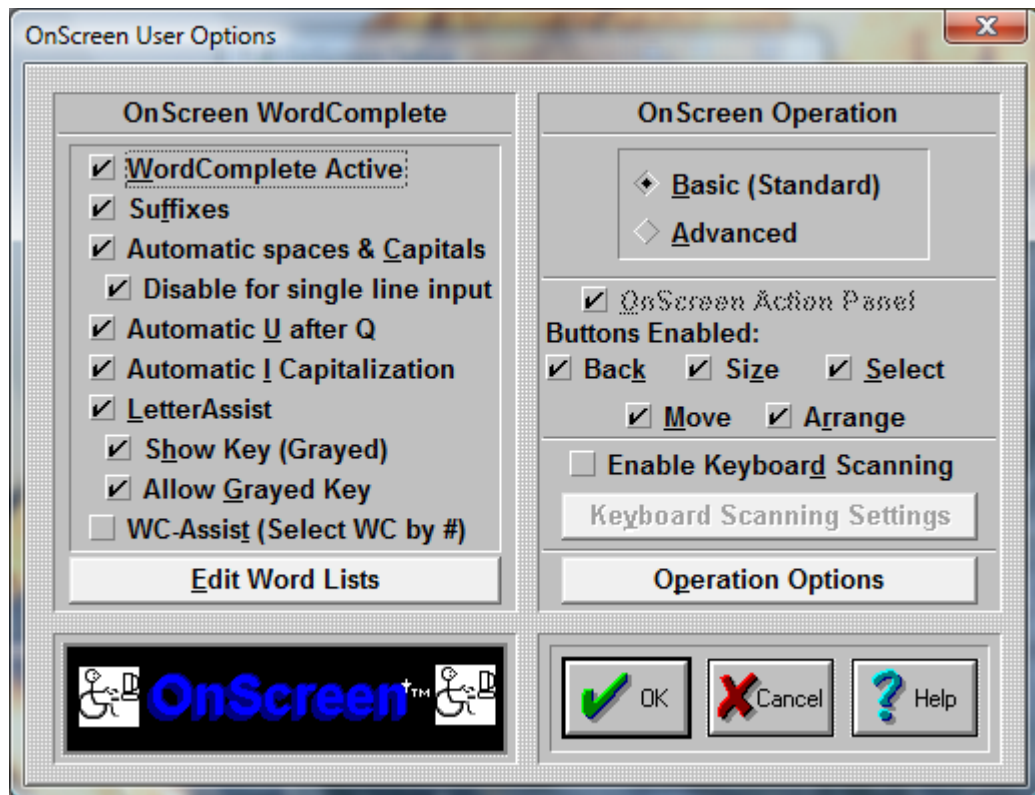 OnScreen User Options
OnScreen WordComplete
WordComplete Active
Suffixes
Automatic spaces & Capitals
Disable for single line input
Automatic U after Q
Automatic I Capitalization
LetterAssist
Show Key (Grayed)
Allow Grayed Key
WC-Assist (Select WC by #)
Edit Word Lists
OnScreen Operation
Basic (Standard)
Advanced
OnScreen Action Panel
Buttons Enabled:
Back Size Select
Move Arrange
Enable Keyboard Scanning
Keyboard Scanning Settings
Operation Options
OnScreen™
OK Cancel Help